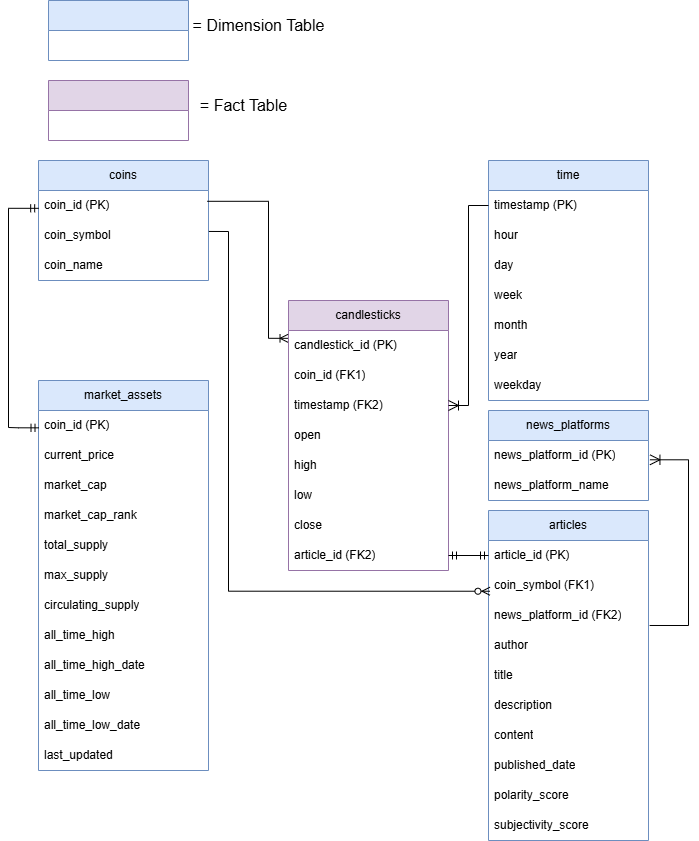 = Dimension Table
= Fact Table
coins
coin_id (PK)
coin_symbol
coin_name
time
timestamp (PK)
hour
day
week
month
year
weekday
candlesticks
candlestick_id (PK)
coin_id (FK1)
timestamp (FK2)
open
high
low
close
article_id (FK2)
market_assets
coin_id (PK)
current_price
market_cap
market_cap_rank
total_supply
max_supply
circulating_supply
all_time_high
all_time_high_date
all_time_low
all_time_low_date
last_updated
news_platforms
news_platform_id (PK)
news_platform_name
articles
article_id (PK)
coin_symbol (FK1)
news_platform_id (FK2)
author
title
description
content
published_date
polarity_score
subjectivity_score